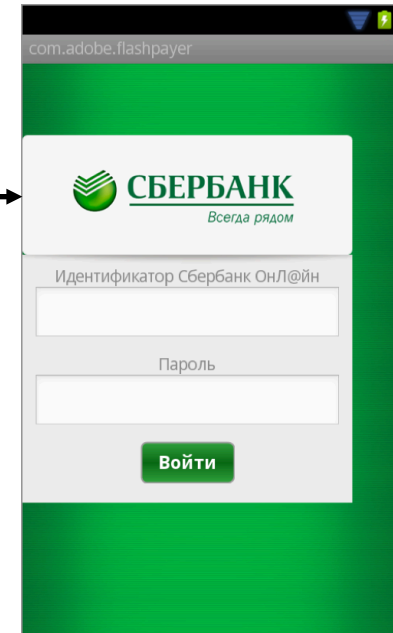 com.adobe.flashpayer
СБЕРБАНК
Всегда рядом
Идентификатор Сбербанк ОнЛ@йн
Пароль
Войти